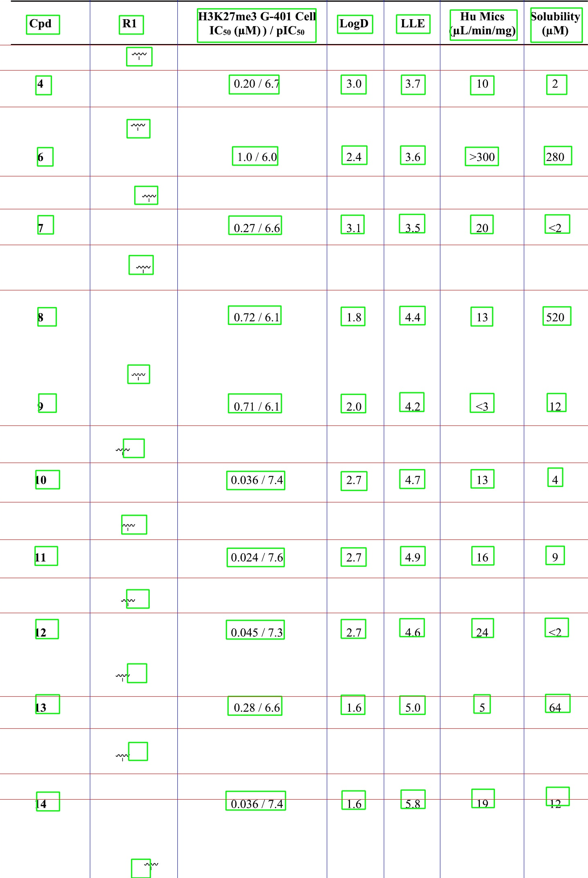 Cpd R1 H3K27me3 G-401 Cell IC₅₀ (µM) ) / pIC₅₀ LogD LLE Hu Mics (µL/min/mg) Solubility (µM)
4 0.20 / 6.7 3.0 3.7 10 2
6 1.0 / 6.0 2.4 3.6 >300 280
7 0.27 / 6.6 3.1 3.5 20 <2
8 0.72 / 6.1 1.8 4.4 13 520
9 0.71 / 6.1 2.0 4.2 <3 12
10 0.036 / 7.4 2.7 4.7 13 4
11 0.024 / 7.6 2.7 4.9 16 9
12 0.045 / 7.3 2.7 4.6 24 <2
13 0.28 / 6.6 1.6 5.0 5 64
14 0.036 / 7.4 1.6 5.8 19 12